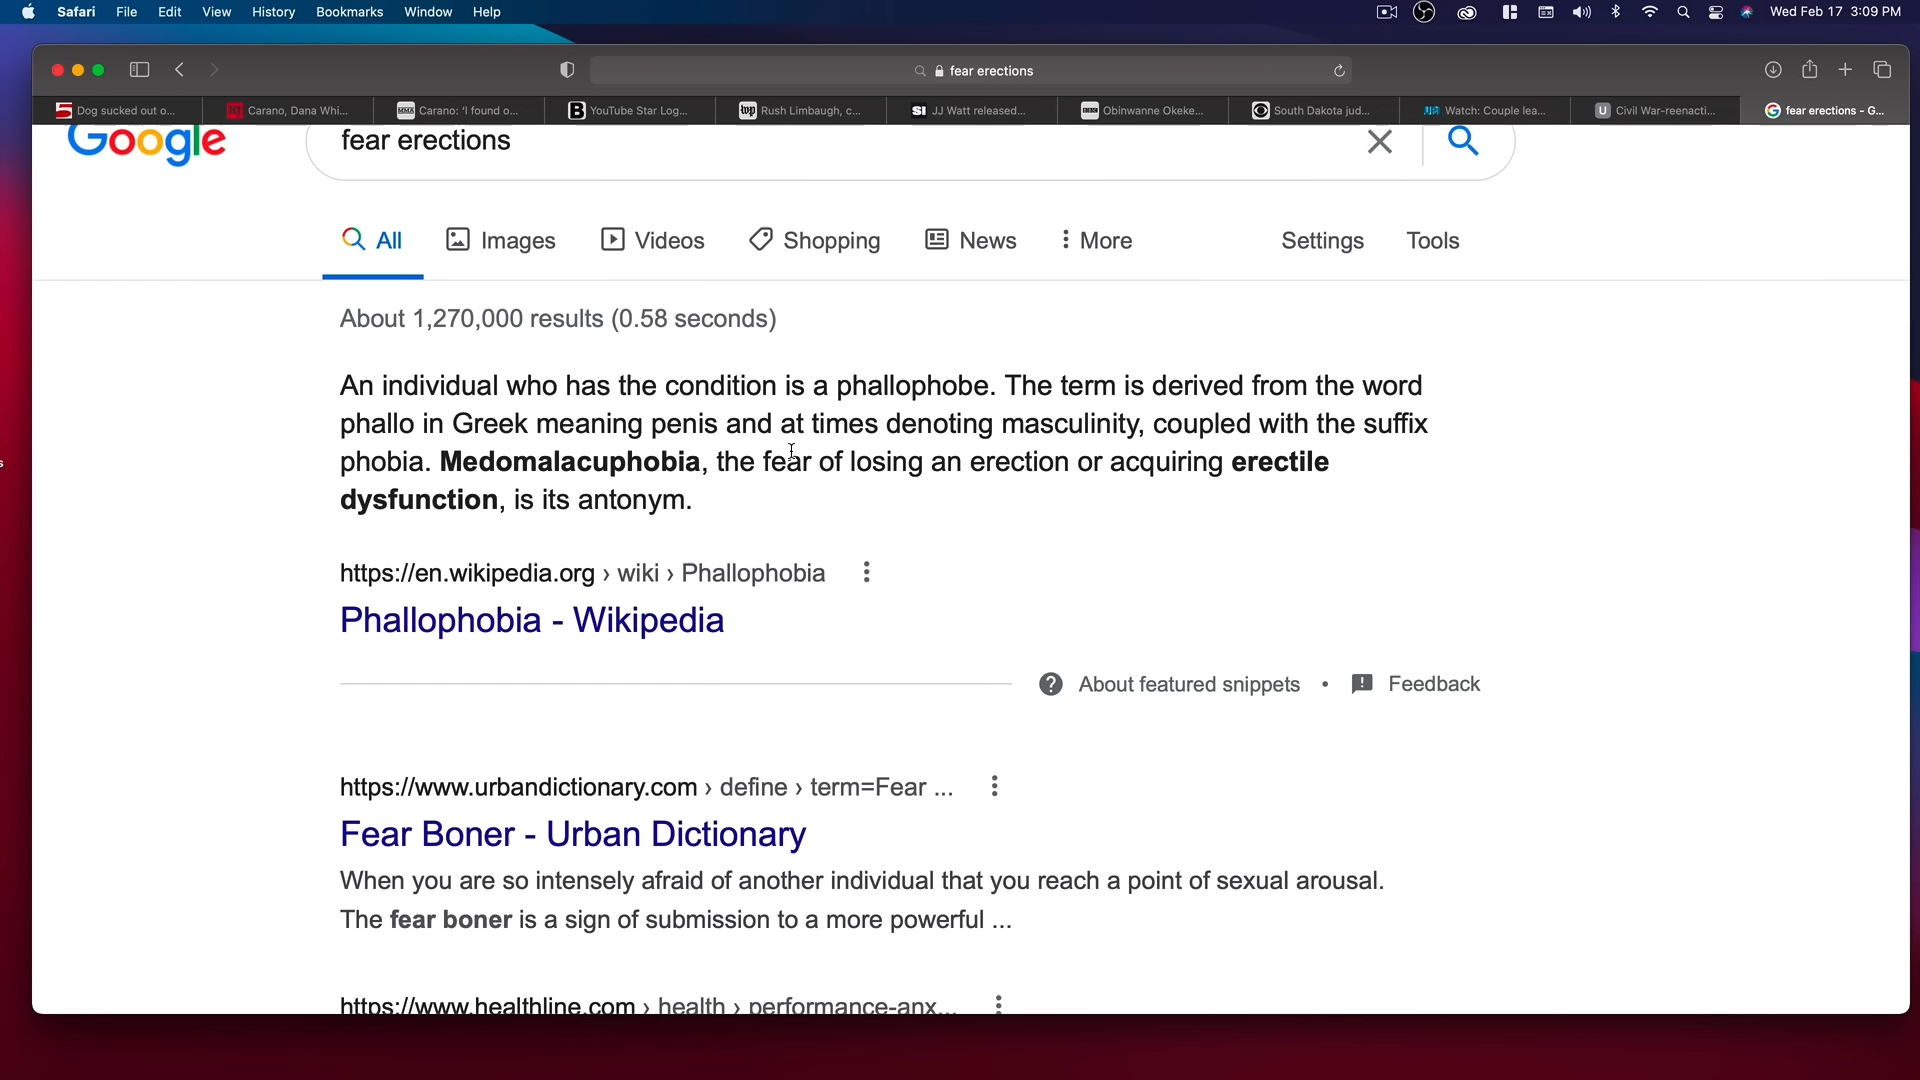 Safari File Edit View History Bookmarks Window Help Wed Feb 17 3:09 PM
fear erections
Dog sucked out o... Carano, Dana Whi... Carano: 'I found o... YouTube Star Log... Rush Limbaugh, c... JJ Watt released... Obinwanne Okeke... South Dakota jud... Watch: Couple lea... Civil War-reenacti... fear erections - G...
Google fear erections
All Images Videos Shopping News More Settings Tools
About 1,270,000 results (0.58 seconds)
An individual who has the condition is a phallophobe. The term is derived from the word
phallo in Greek meaning penis and at times denoting masculinity, coupled with the suffix
phobia. Medomalacuphobia, the fear of losing an erection or acquiring erectile
dysfunction, is its antonym.
https://en.wikipedia.org › wiki › Phallophobia
Phallophobia - Wikipedia
About featured snippets • Feedback
https://www.urbandictionary.com › define › term=Fear ...
Fear Boner - Urban Dictionary
When you are so intensely afraid of another individual that you reach a point of sexual arousal.
The fear boner is a sign of submission to a more powerful ...
https://www.healthline.com › health › performance-anx...